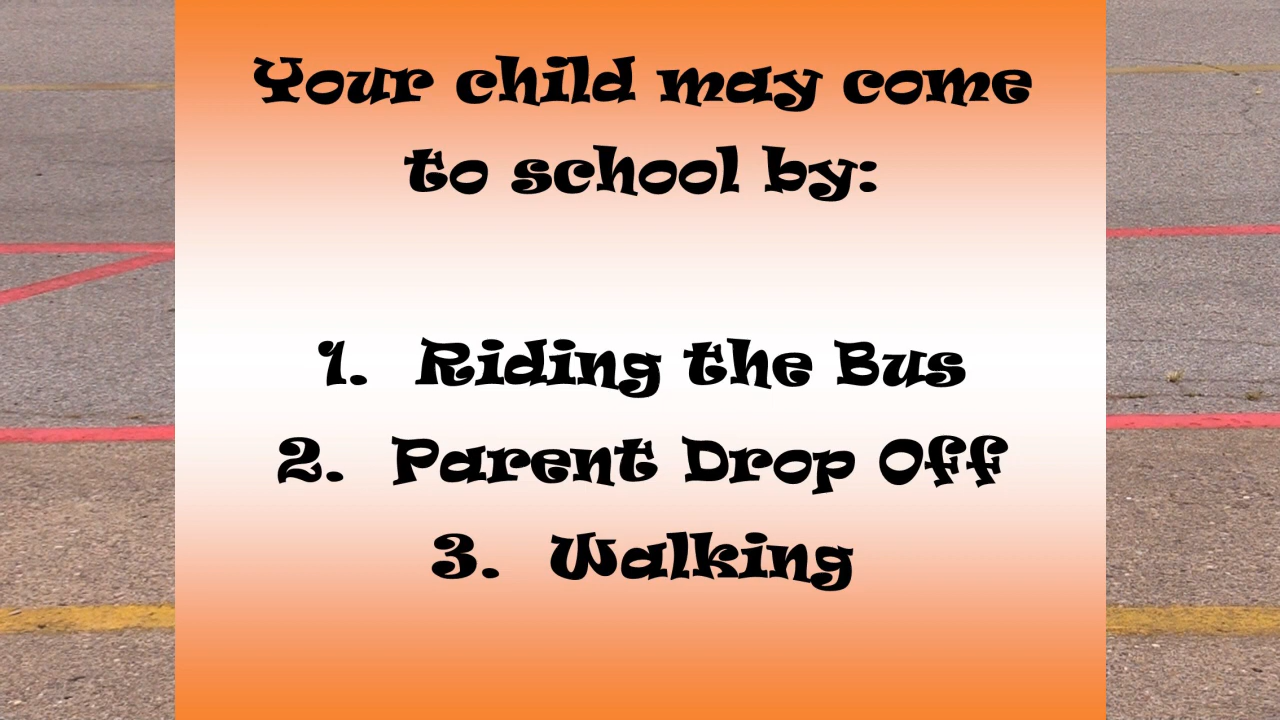 Your child may come
to school by:
1. Riding the Bus
2. Parent Drop Off
3. Walking